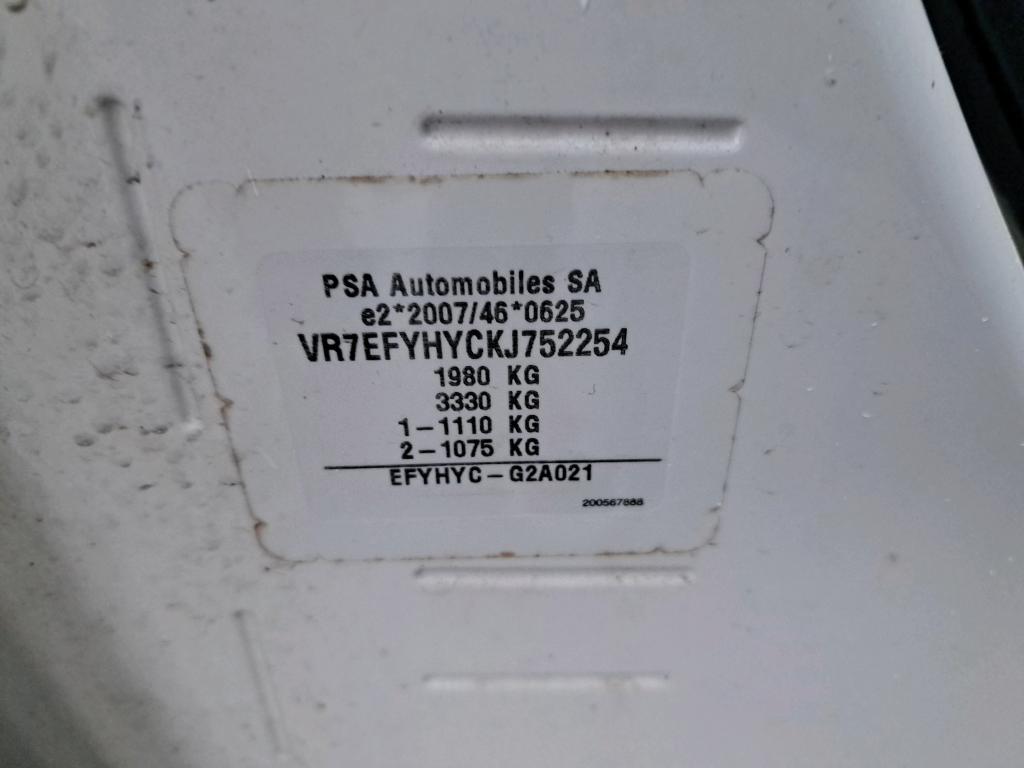 PSA Automobiles SA
e2*2007/46*0625
VR7EFYHYCKJ752254
1980 KG
3330 KG
1-1110 KG
2-1075 KG
EFYHYC-G2A021
200567888